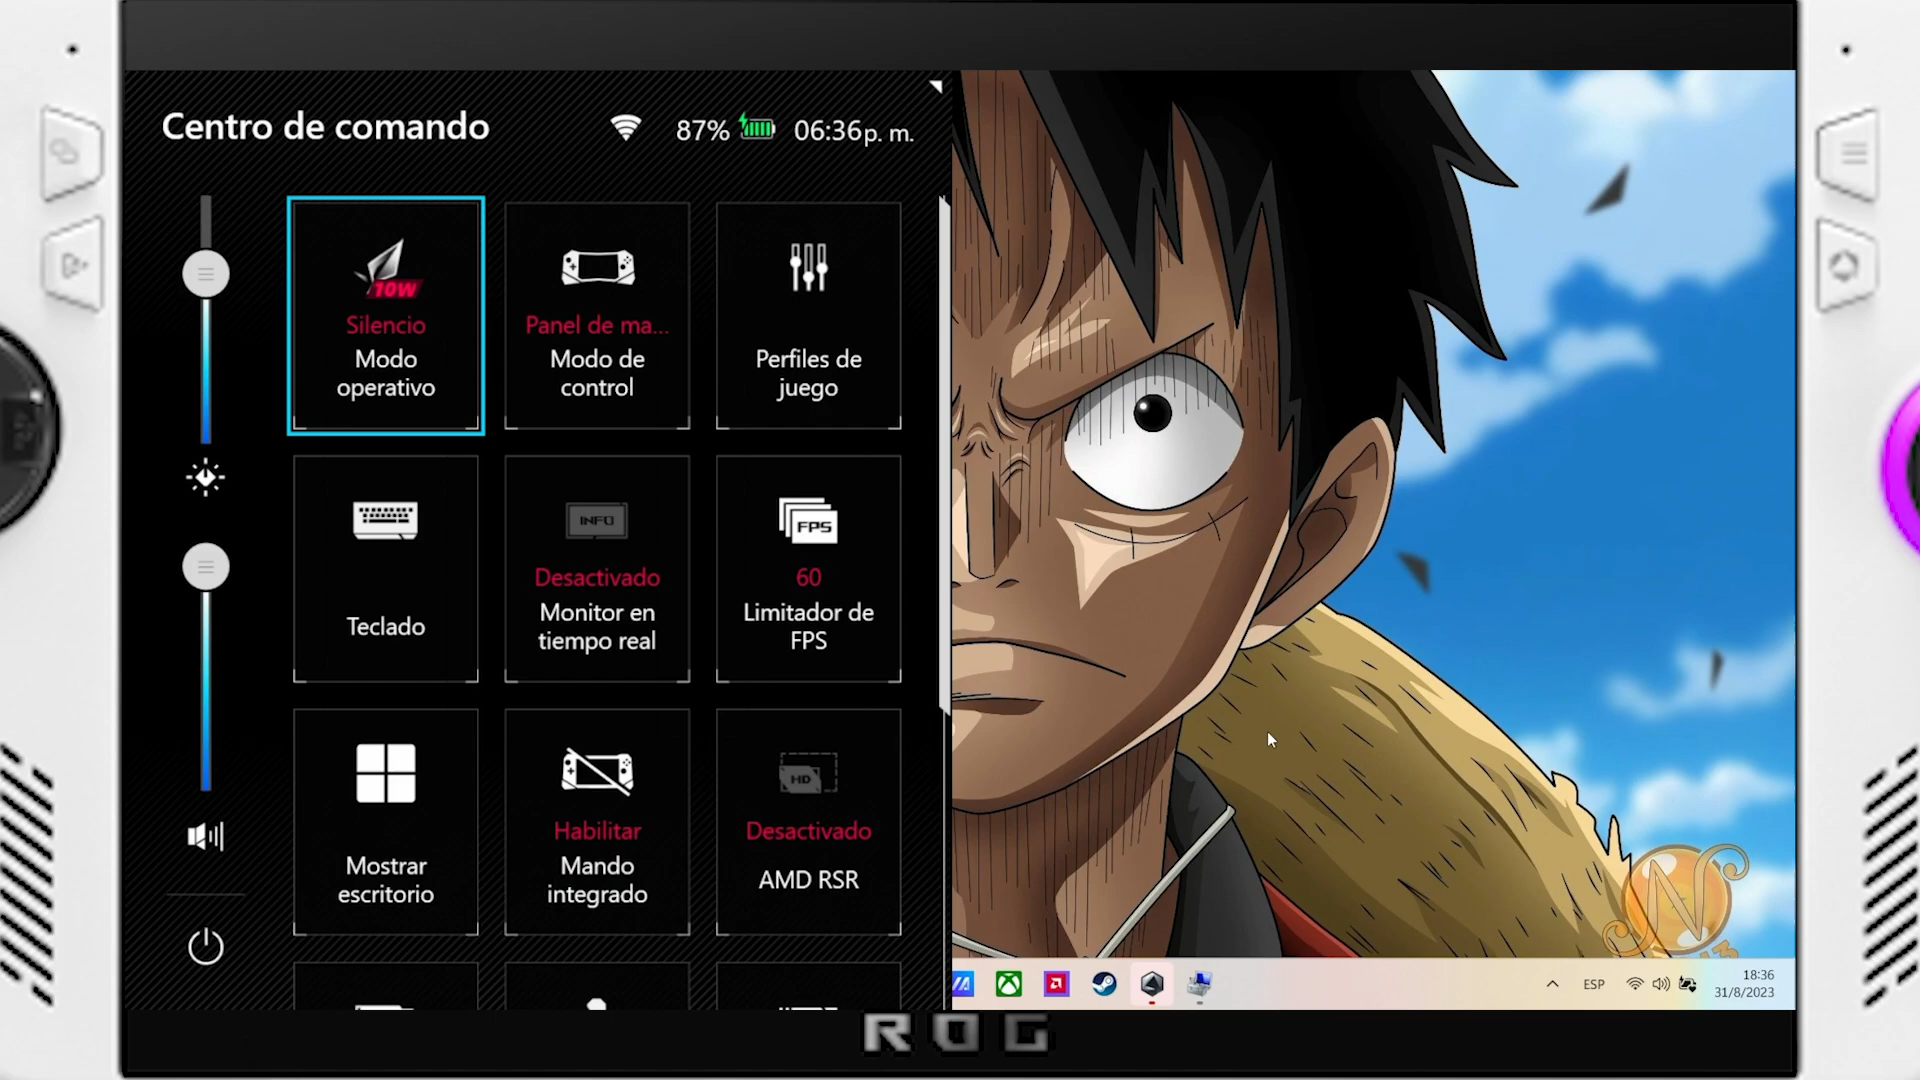 Centro de comando
87%
06:36p. m.
10W
Silencio
Modo
operativo
Panel de ma...
Modo de
control
Perfiles de
juego
Teclado
INFO
Desactivado
Monitor en
tiempo real
FPS
60
Limitador de
FPS
Mostrar
escritorio
Habilitar
Mando
integrado
HD
Desactivado
AMD RSR
N
13
ESP
18:36
31/8/2023
ROG